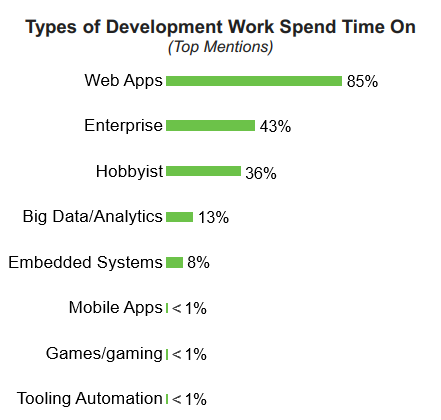 Types of Development Work Spend Time On
(Top Mentions)
Web Apps 85%
Enterprise 43%
Hobbyist 36%
Big Data/Analytics 13%
Embedded Systems 8%
Mobile Apps < 1%
Games/gaming < 1%
Tooling Automation < 1%